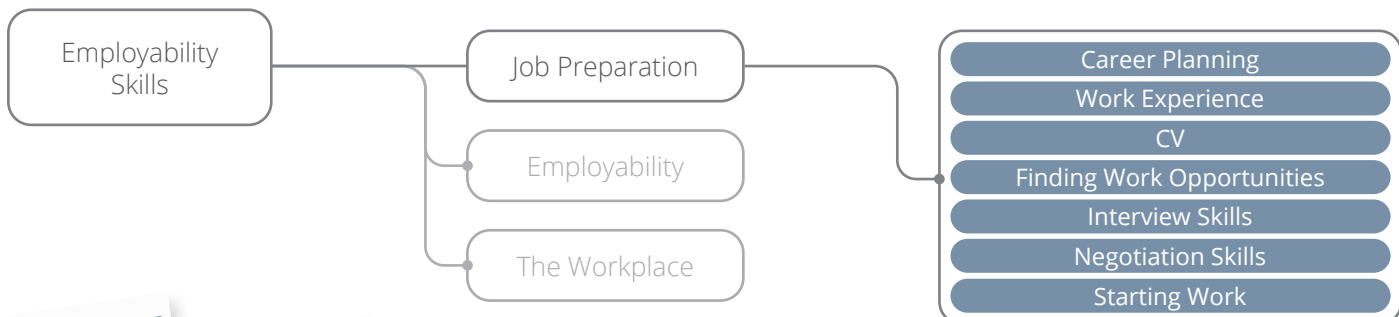 Employability
Skills
Job Preparation
Employability
The Workplace
Career Planning
Work Experience
CV
Finding Work Opportunities
Interview Skills
Negotiation Skills
Starting Work